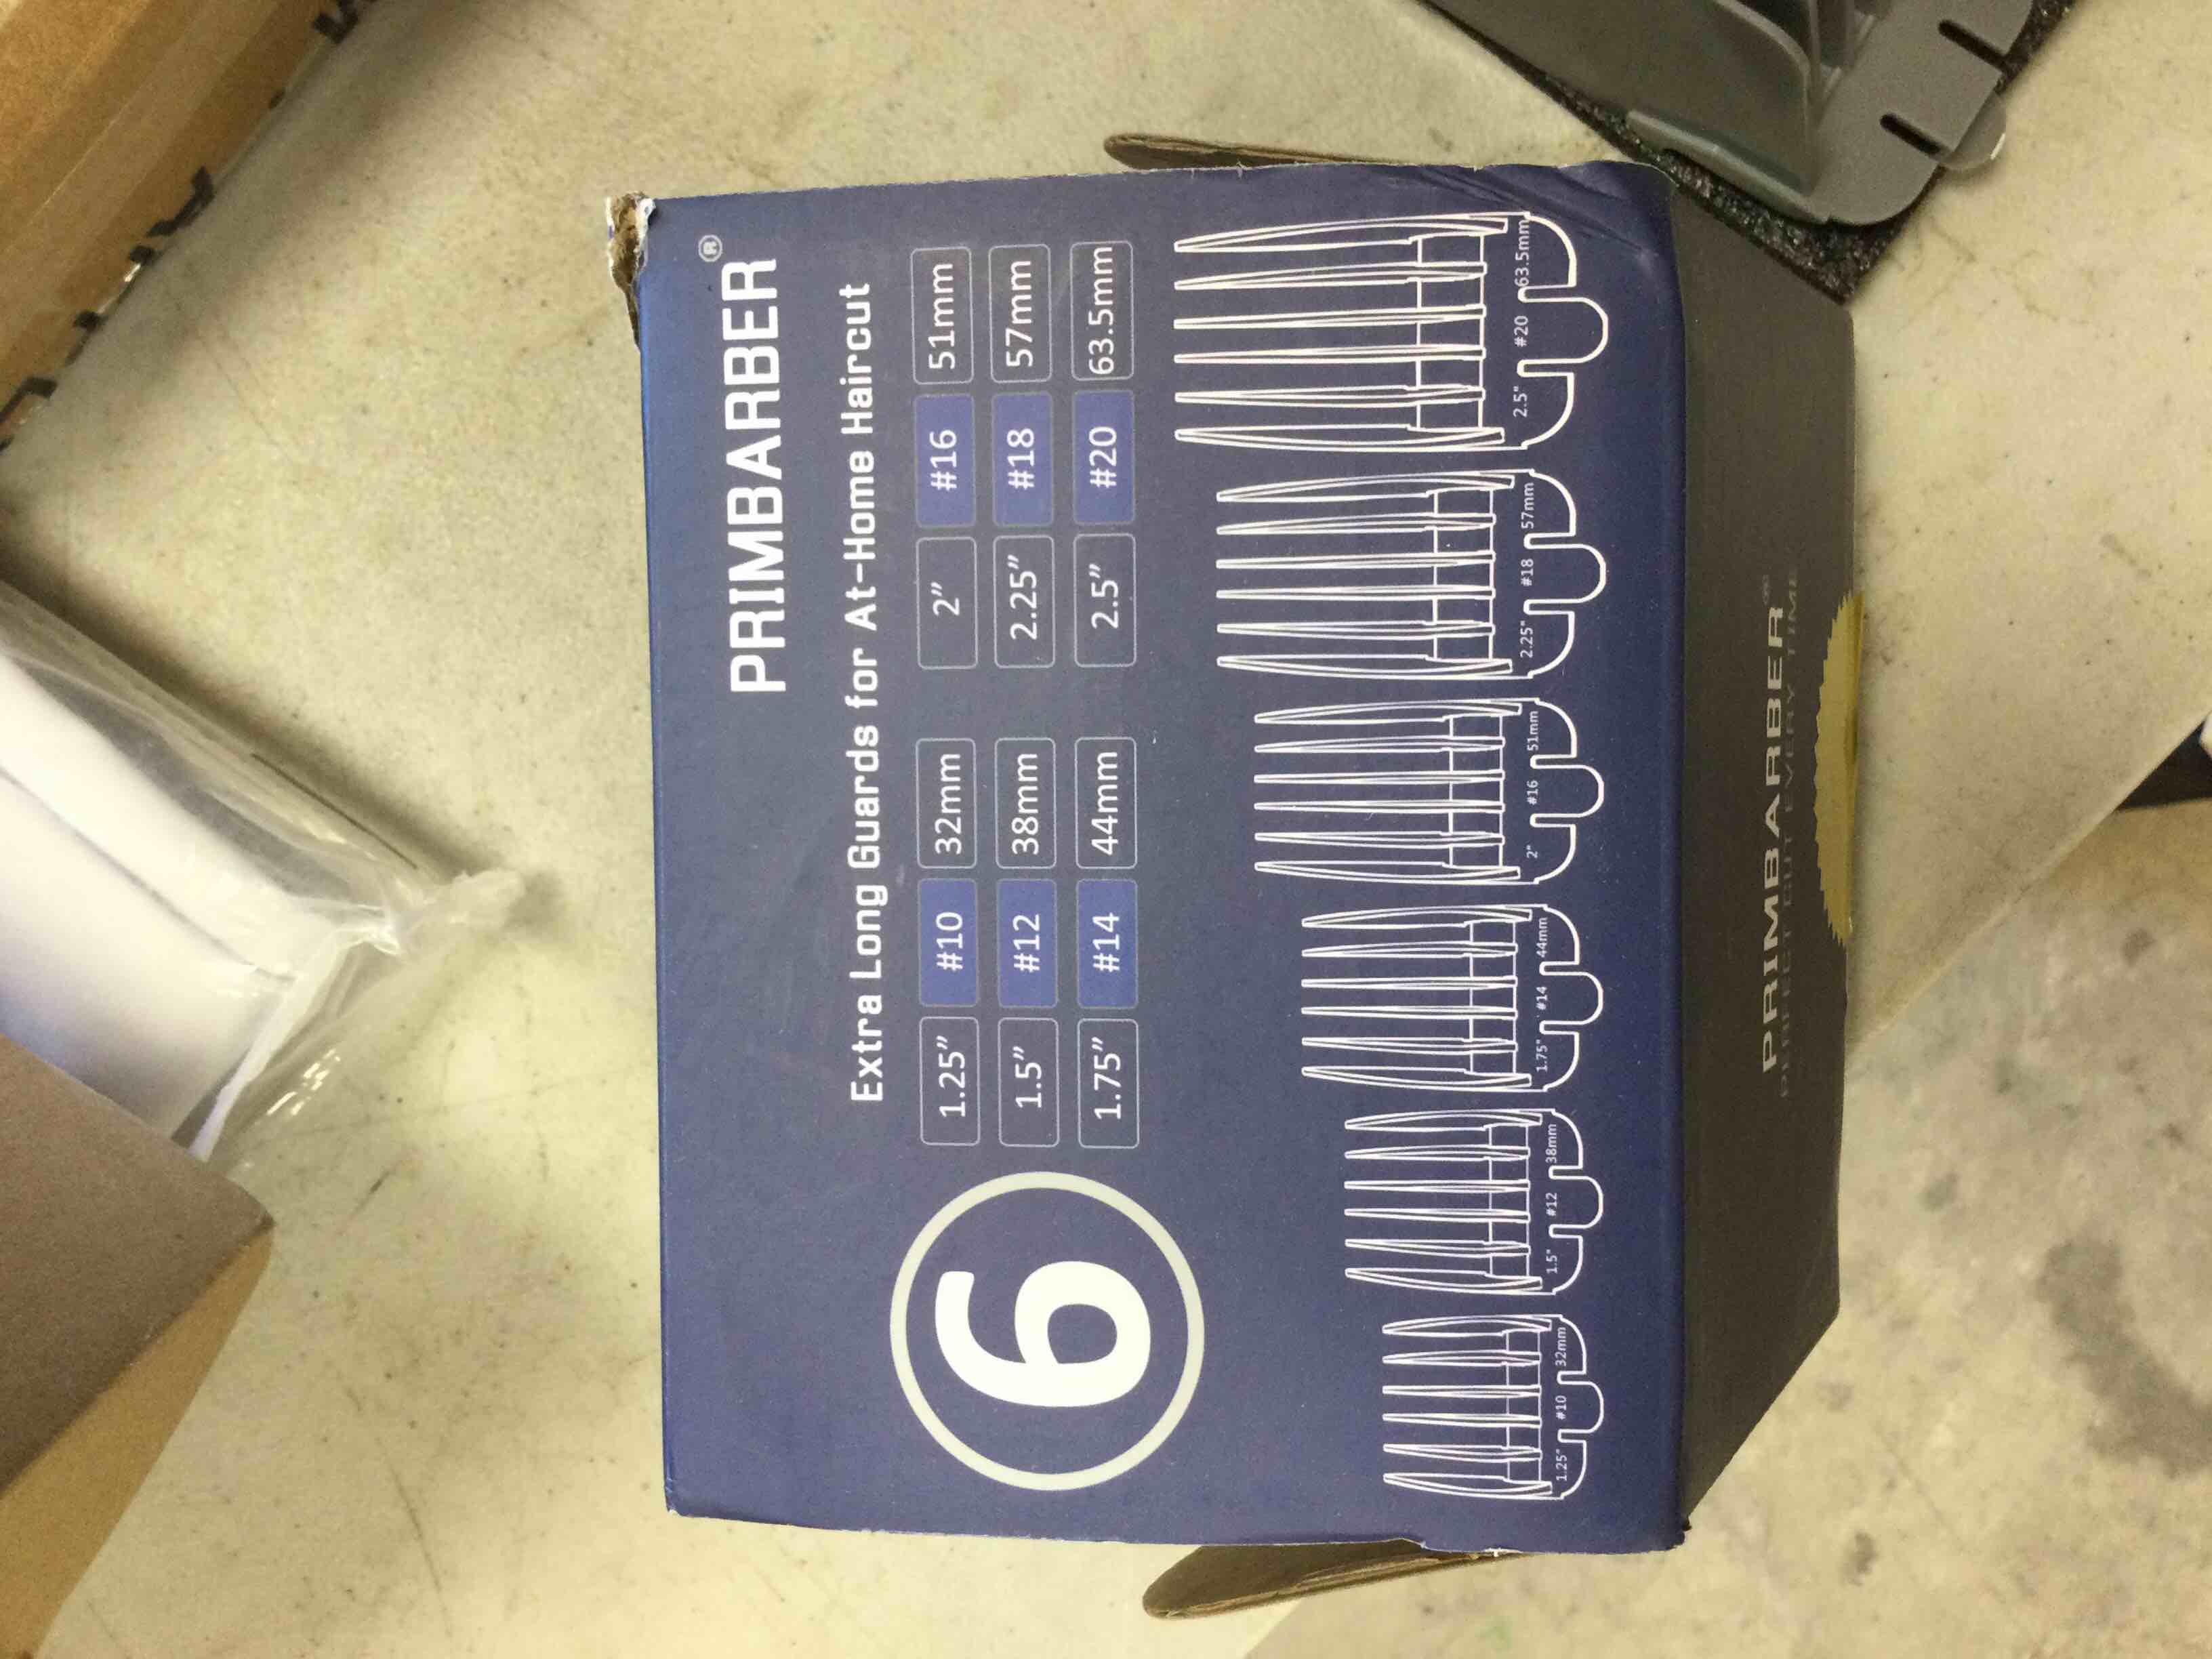 PRIMBARBER®
Extra Long Guards for At-Home Haircut
6
1.25” #10 32mm 2” #16 51mm
1.5” #12 38mm 2.25” #18 57mm
1.75” #14 44mm 2.5” #20 63.5mm
1.25" #10 32mm
1.5" #12 38mm
1.75" #14 44mm
2" #16 51mm
2.25" #18 57mm
2.5" #20 63.5mm
PRIMBARBER®
PERFECT CUT EVERY TIME